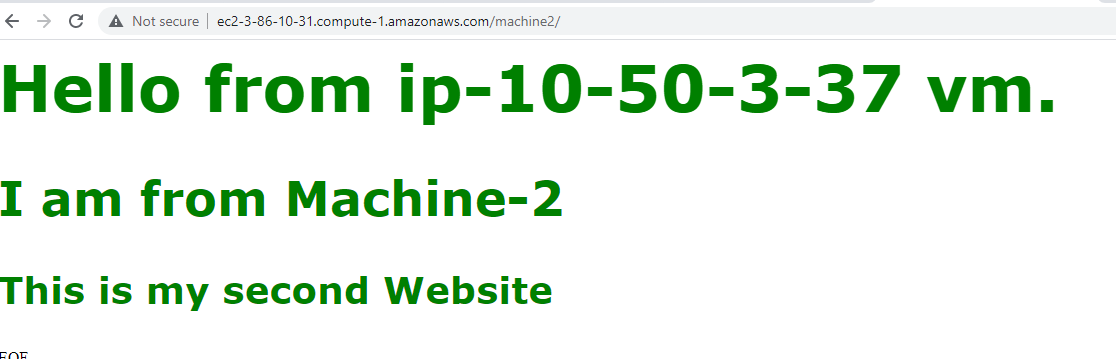 Not secure | ec2-3-86-10-31.compute-1.amazonaws.com/machine2/
Hello from ip-10-50-3-37 vm.
I am from Machine-2
This is my second Website
EOF